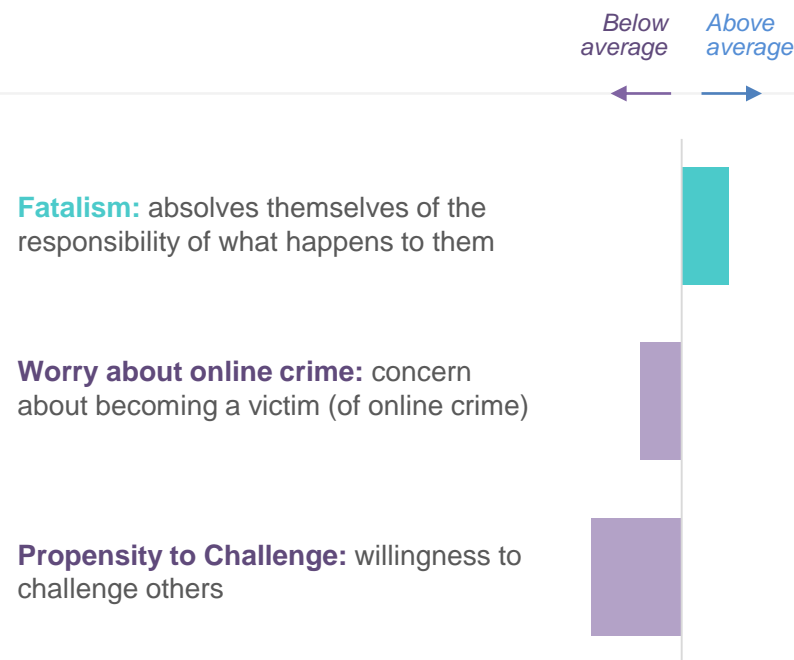 Below Above
average average
Fatalism: absolves themselves of the
responsibility of what happens to them
Worry about online crime: concern
about becoming a victim (of online crime)
Propensity to Challenge: willingness to
challenge others